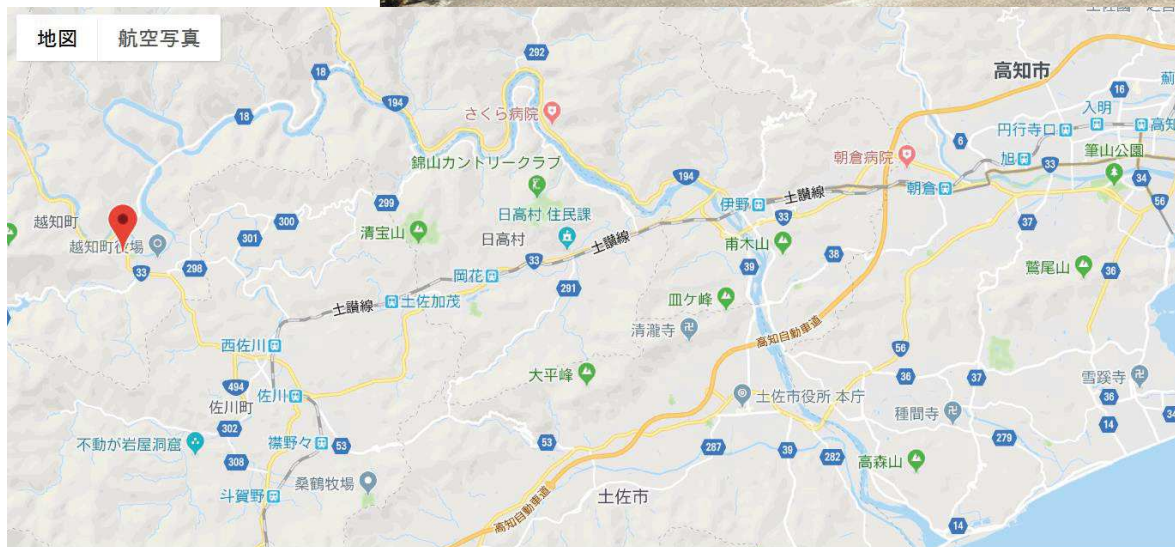 地図 航空写真
292
高知市
18
16
194
さくら病院
入明
18
円行寺口
6
錦山カントリークラブ
朝倉病院
旭
33
筆山公園
194
土讃線
朝倉
34
299
伊野
56
越知町
300
日高村 住民課
33
37
301
清宝山
日高村
土讃線
甫木山
越知町役場
38
33
298
岡花
33
39
鷲尾山
36
291
土讃線
土佐加茂
皿ケ峰
清瀧寺
高知自動車道
西佐川
56
大平峰
36
37
雪蹊寺
494
佐川
土佐市役所 本庁
36
佐川町
種間寺
302
14
34
不動が岩屋洞窟
襟野々
53
53
287
39
282
279
308
高森山
桑鶴牧場
斗賀野
土佐市
高知自動車道
14